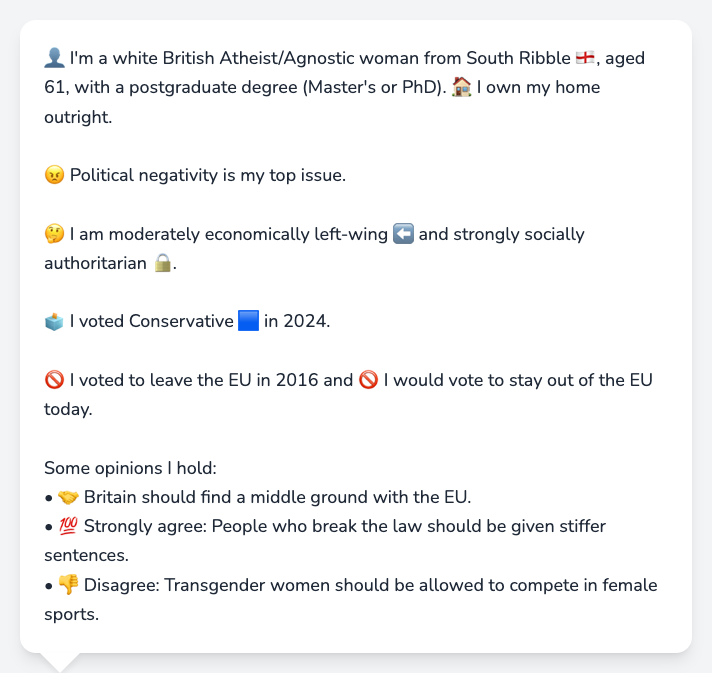 👤 I'm a white British Atheist/Agnostic woman from South Ribble 🏴󠁧󠁢󠁥󠁮󠁧󠁿, aged
61, with a postgraduate degree (Master's or PhD). 🏠 I own my home
outright.
😠 Political negativity is my top issue.
🤔 I am moderately economically left-wing ⬅️ and strongly socially
authoritarian 🔒.
🗳️ I voted Conservative 🟦 in 2024.
🚫 I voted to leave the EU in 2016 and 🚫 I would vote to stay out of the EU
today.
Some opinions I hold:
• 🤝 Britain should find a middle ground with the EU.
• 💯 Strongly agree: People who break the law should be given stiffer
sentences.
• 👎 Disagree: Transgender women should be allowed to compete in female
sports.